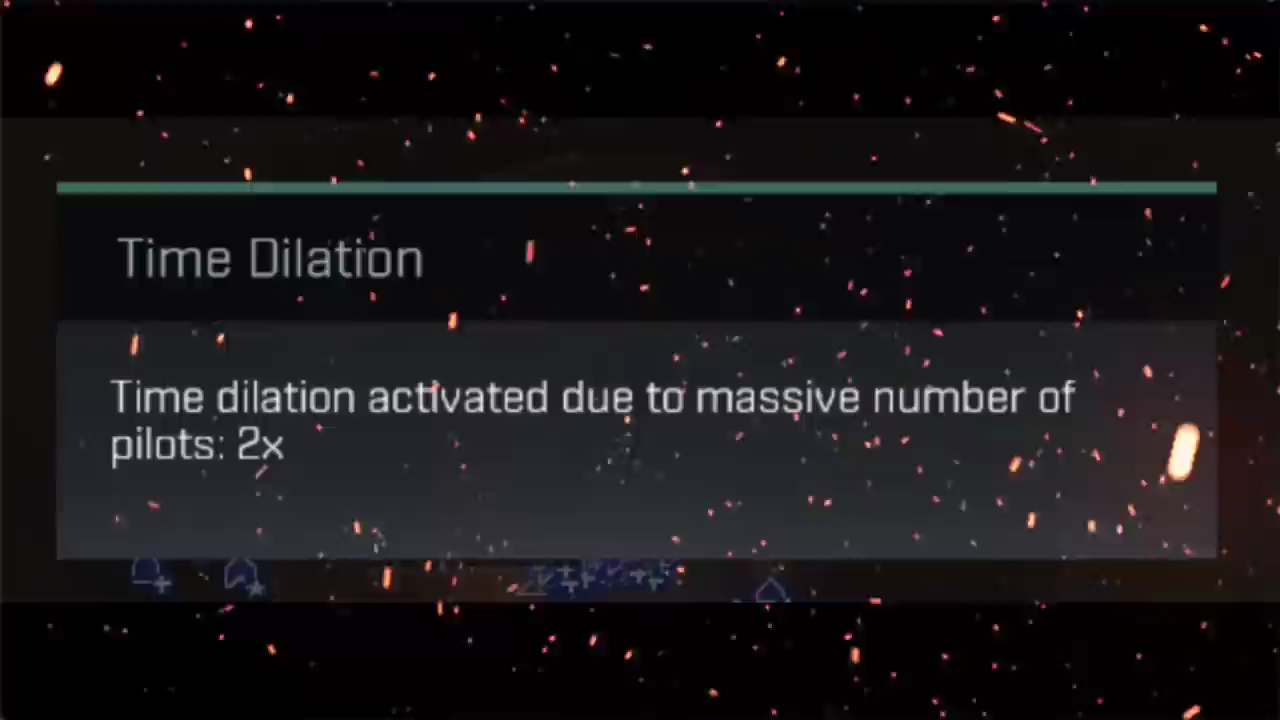 Time Dilation
Time dilation activated due to massive number of
pilots: 2x